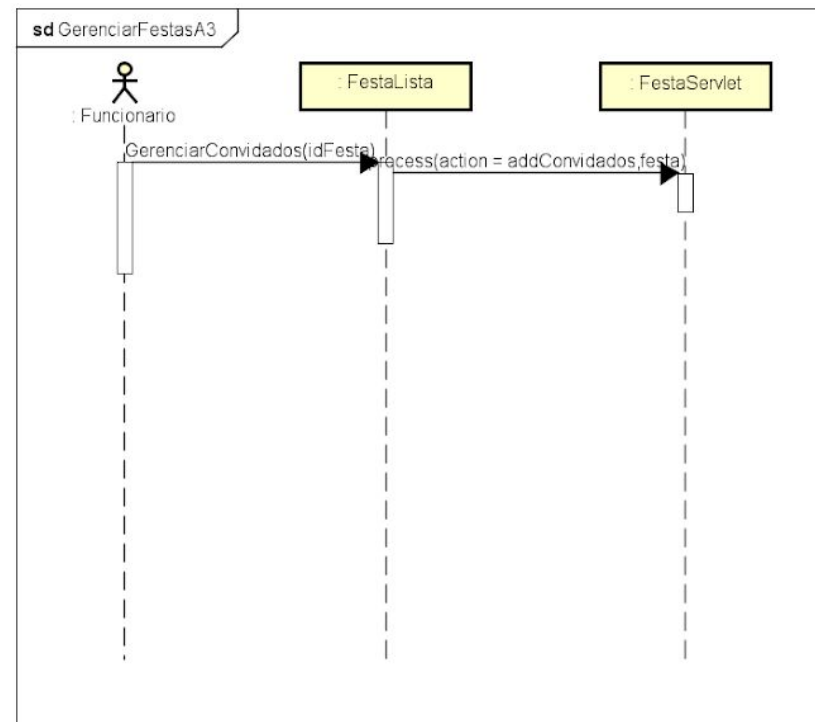 sd GerenciarFestasA3
: Funcionario
: FestaLista
: FestaServlet
GerenciarConvidados(idFesta)
process(action = addConvidados,festa)